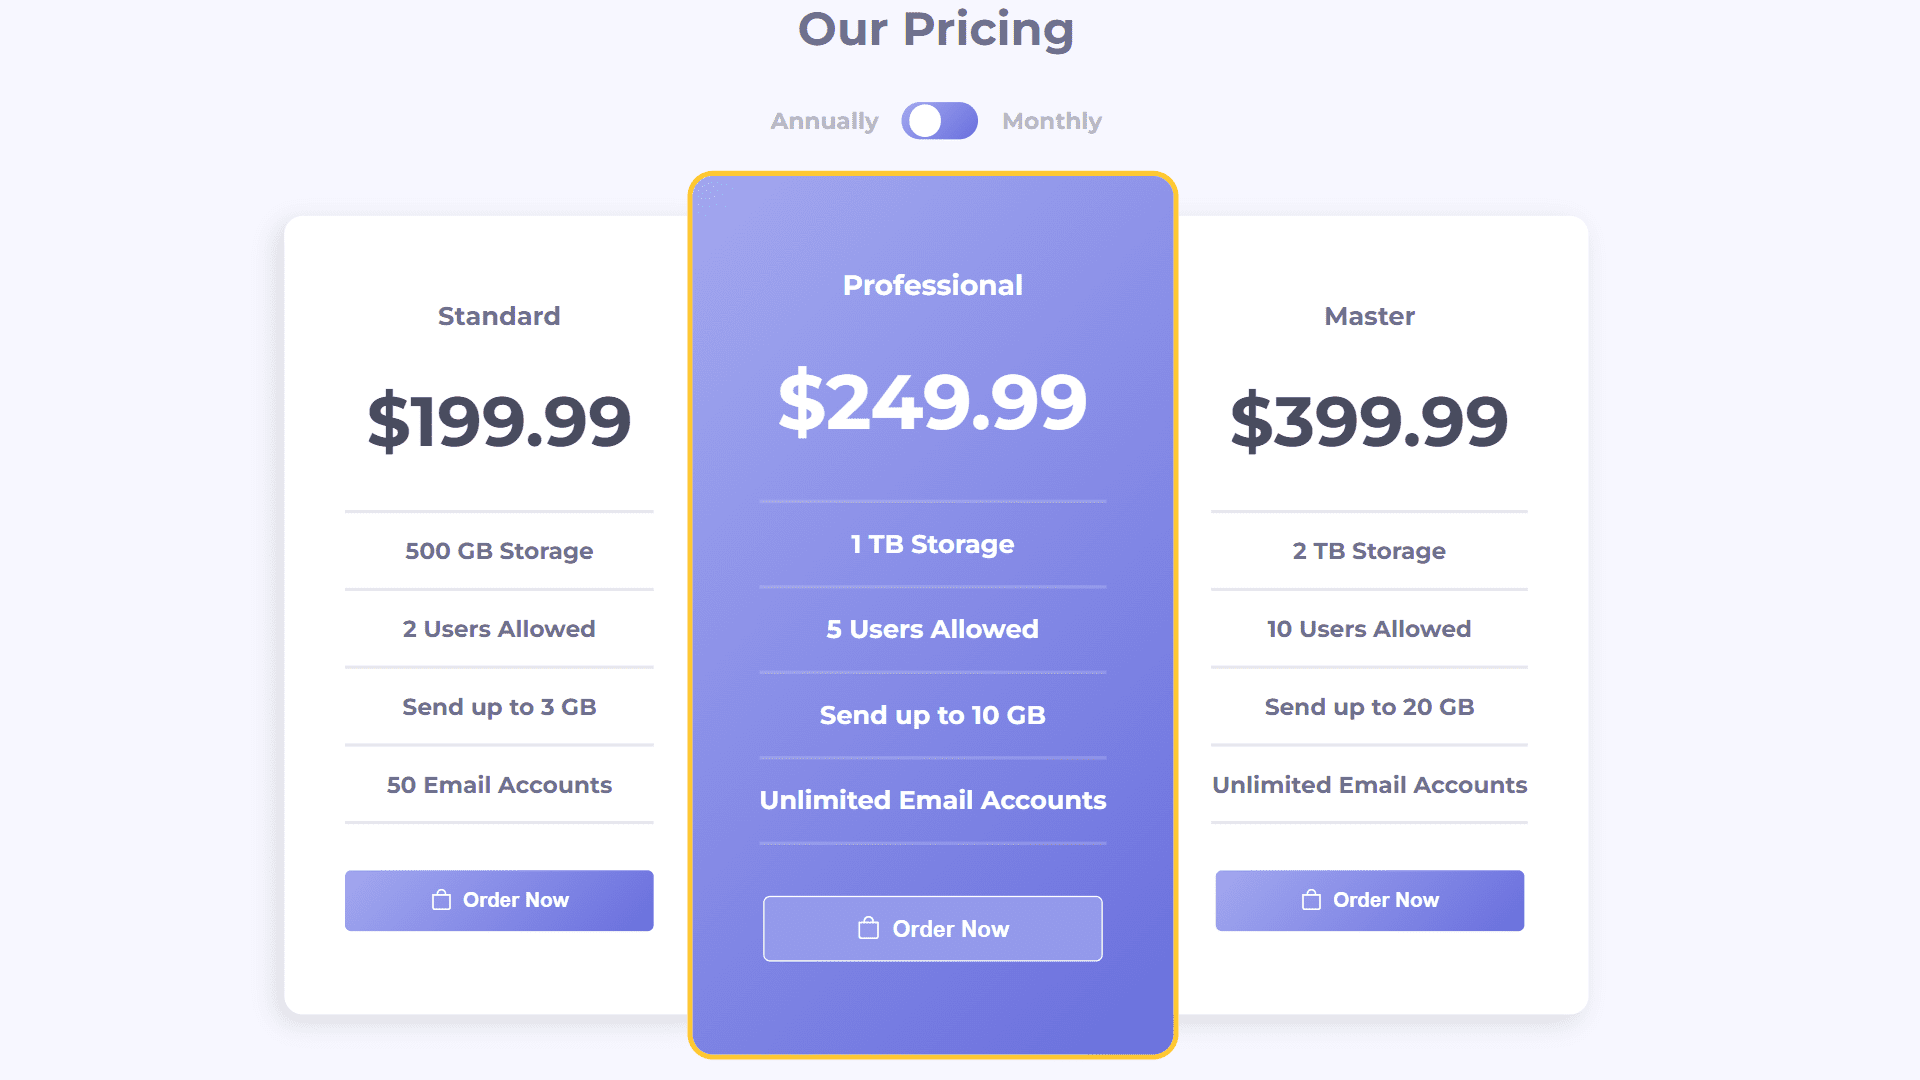 Our Pricing
Annually
Monthly
Standard
$199.99
500 GB Storage
2 Users Allowed
Send up to 3 GB
50 Email Accounts
Order Now
Professional
$249.99
1 TB Storage
5 Users Allowed
Send up to 10 GB
Unlimited Email Accounts
Order Now
Master
$399.99
2 TB Storage
10 Users Allowed
Send up to 20 GB
Unlimited Email Accounts
Order Now